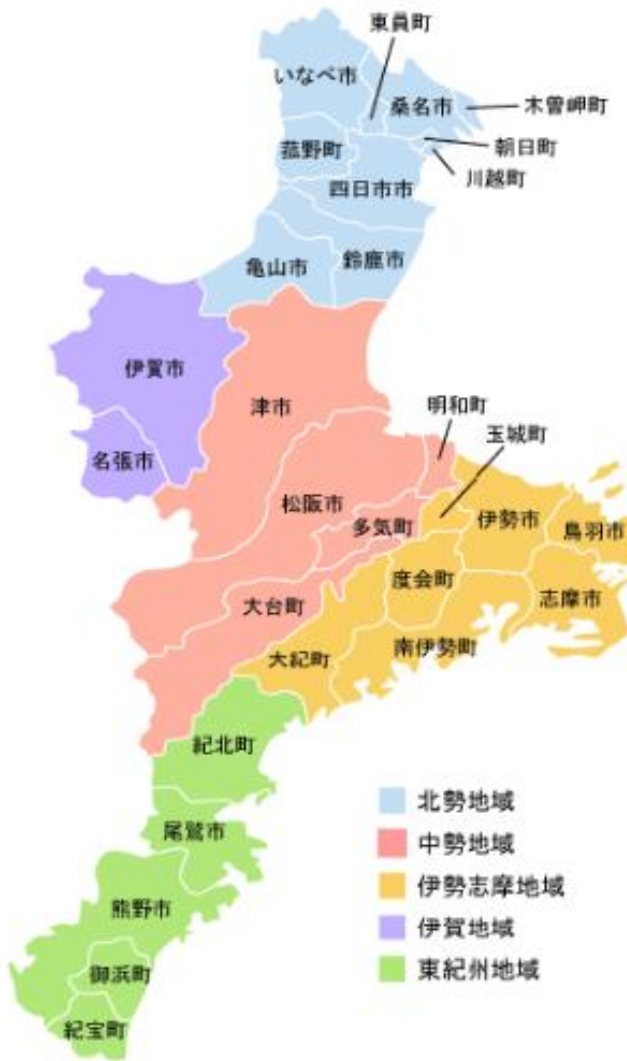 東員町
いなべ市
桑名市
木曽岬町
菰野町
朝日町
川越町
四日市市
亀山市
鈴鹿市
伊賀市
津市
明和町
玉城町
名張市
松阪市
多気町
伊勢市
鳥羽市
度会町
大台町
志摩市
大紀町
南伊勢町
紀北町
尾鷲市
熊野市
御浜町
紀宝町
北勢地域
中勢地域
伊勢志摩地域
伊賀地域
東紀州地域